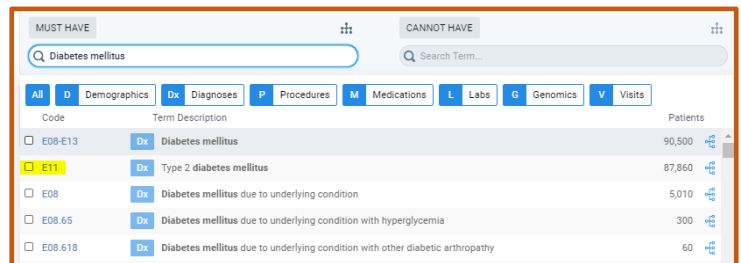 MUST HAVE CANNOT HAVE
Diabetes mellitus Search Term...
All D Demographics Dx Diagnoses P Procedures M Medications L Labs G Genomics V Visits
Code Term Description Patients
E08-E13 Dx Diabetes mellitus 90,500
E11 Dx Type 2 diabetes mellitus 87,860
E08 Dx Diabetes mellitus due to underlying condition 5,010
E08.65 Dx Diabetes mellitus due to underlying condition with hyperglycemia 300
E08.618 Dx Diabetes mellitus due to underlying condition with other diabetic arthropathy 60